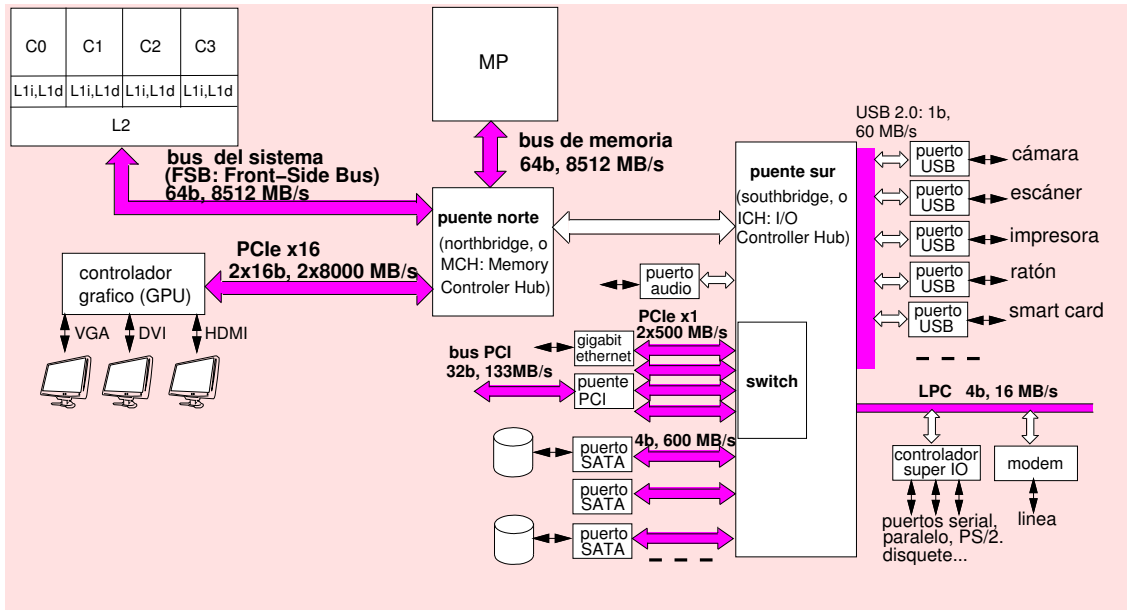 C0 C1 C2 C3
L1i,L1d L1i,L1d L1i,L1d L1i,L1d
L2
MP
bus del sistema
(FSB: Front-Side Bus)
64b, 8512 MB/s
bus de memoria
64b, 8512 MB/s
puente norte
(northbridge, o
MCH: Memory
Controler Hub)
PCIe x16
2x16b, 2x8000 MB/s
controlador
grafico (GPU)
VGA DVI HDMI
puente sur
(southbridge, o
ICH: I/O
Controller Hub)
puerto
audio
PCIe x1
2x500 MB/s
gigabit
ethernet
bus PCI
32b, 133MB/s
puente
PCI
switch
4b, 600 MB/s
puerto
SATA
puerto
SATA
puerto
SATA
USB 2.0: 1b,
60 MB/s
puerto
USB
cámara
puerto
USB
escáner
puerto
USB
impresora
puerto
USB
ratón
puerto
USB
smart card
LPC 4b, 16 MB/s
controlador
super IO
modem
puertos serial,
paralelo, PS/2.
disquete...
linea